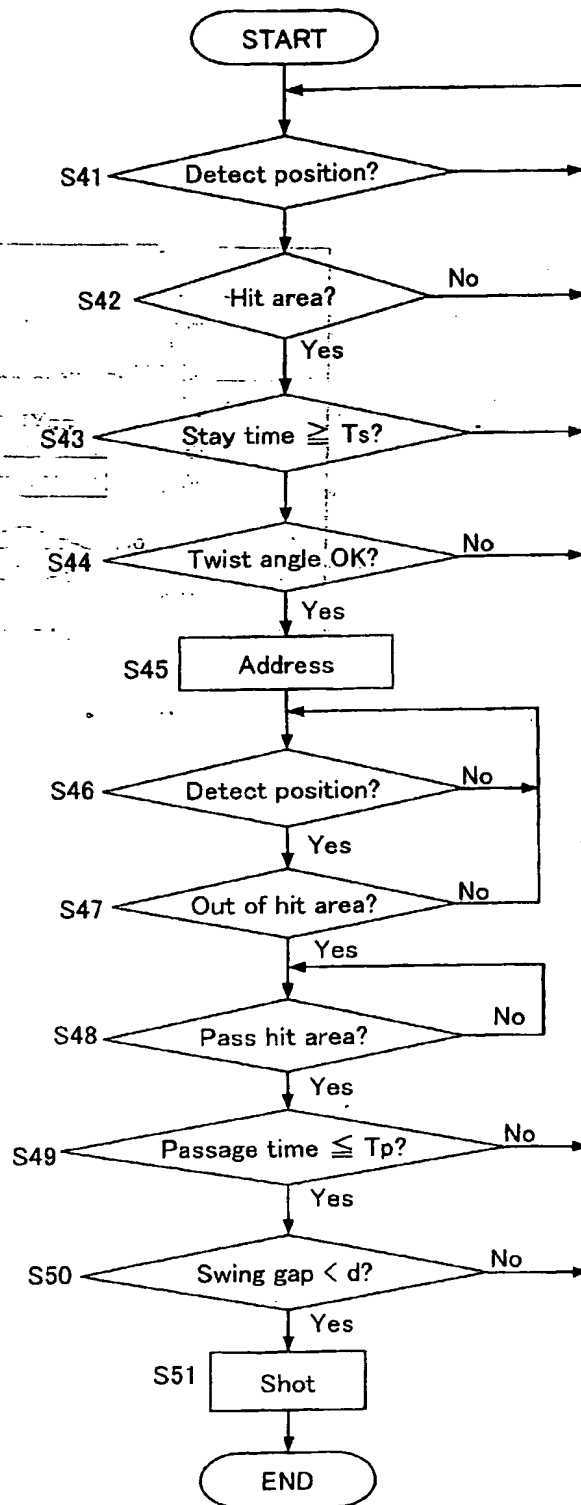 START
S41 Detect position?
S42 Hit area? No
Yes
S43 Stay time ≧ Ts?
S44 Twist angle OK? No
Yes
S45 Address
S46 Detect position? No
Yes
S47 Out of hit area? No
Yes
S48 Pass hit area? No
Yes
S49 Passage time ≦ Tp? No
Yes
S50 Swing gap < d? No
Yes
S51 Shot
END